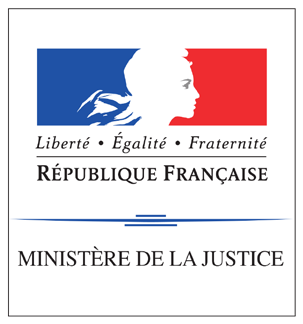 Liberté • Égalité • Fraternité
RÉPUBLIQUE FRANÇAISE
MINISTÈRE DE LA JUSTICE